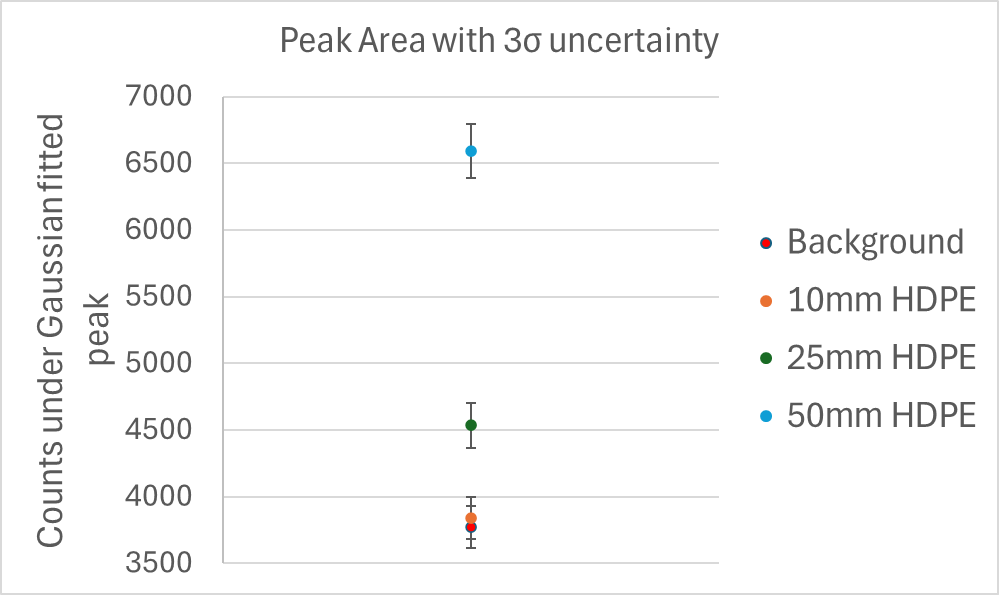 Peak Area with 3σ uncertainty
Counts under Gaussian fitted
peak
7000
6500
6000
5500
5000
4500
4000
3500
Background
10mm HDPE
25mm HDPE
50mm HDPE